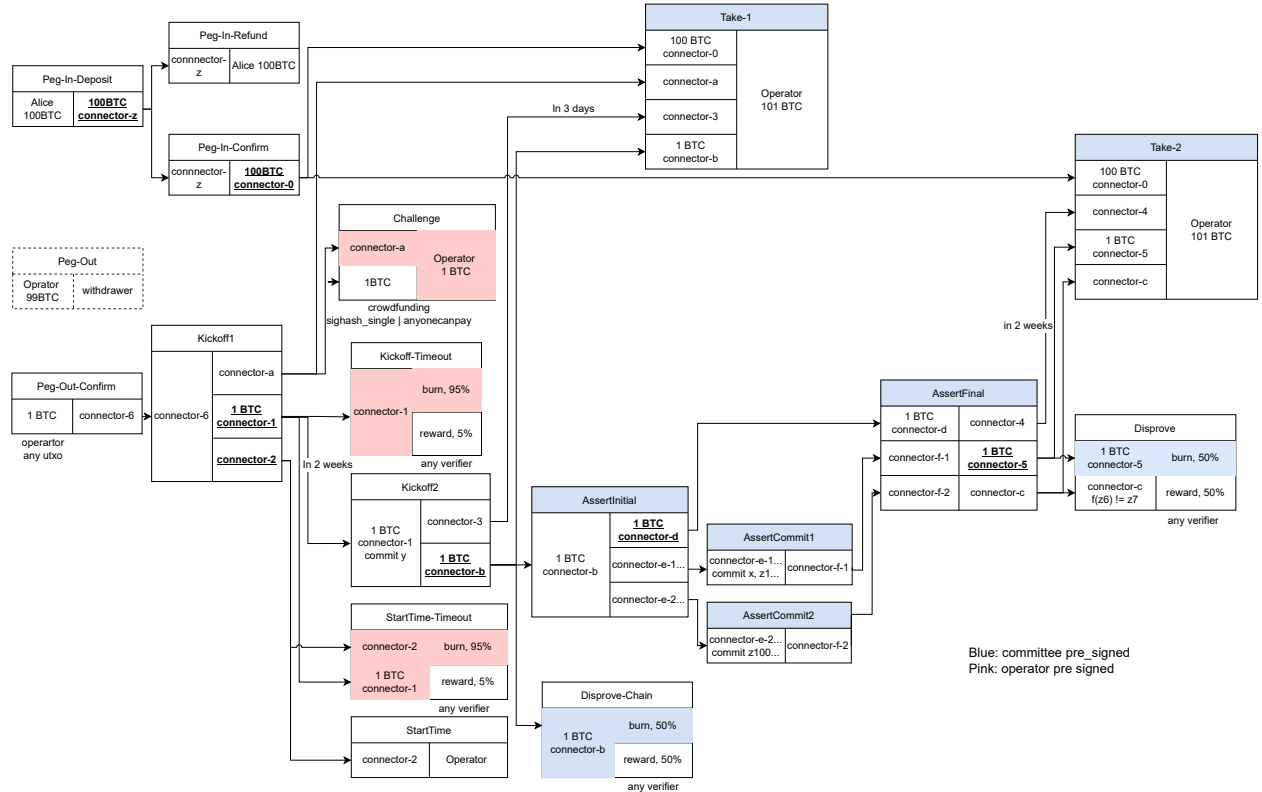 Take-1
100 BTC
connector-0
connector-a
connector-3
1 BTC
connector-b
Operator
101 BTC
Peg-In-Refund
connnector-
z
Alice 100BTC
Peg-In-Deposit
Alice
100BTC
100BTC
connector-z
In 3 days
Peg-In-Confirm
connnector-
z
100BTC
connector-0
Take-2
100 BTC
connector-0
connector-4
1 BTC
connector-5
connector-c
Operator
101 BTC
Challenge
connector-a
1BTC
Operator
1 BTC
crowdfunding
sighash_single | anyonecanpay
Peg-Out
Oprator
99BTC
withdrawer
Kickoff1
connector-6
connector-a
1 BTC
connector-1
connector-2
Peg-Out-Confirm
1 BTC
connector-6
operartor
any utxo
Kickoff-Timeout
connector-1
burn, 95%
reward, 5%
any verifier
In 2 weeks
in 2 weeks
Kickoff2
1 BTC
connector-1
commit y
connector-3
1 BTC
connector-b
AssertInitial
1 BTC
connector-b
1 BTC
connector-d
connector-e-1...
connector-e-2...
AssertCommit1
connector-e-1...
commit x, z1...
connector-f-1
AssertCommit2
connector-e-2...
commit z100...
connector-f-2
AssertFinal
1 BTC
connector-d
connector-4
connector-f-1
1 BTC
connector-5
connector-f-2
connector-c
Disprove
1 BTC
connector-5
burn, 50%
connector-c
f(z6) != z7
reward, 50%
any verifier
StartTime-Timeout
connector-2
burn, 95%
1 BTC
connector-1
reward, 5%
any verifier
StartTime
connector-2
Operator
Disprove-Chain
1 BTC
connector-b
burn, 50%
reward, 50%
any verifier
Blue: committee pre_signed
Pink: operator pre signed